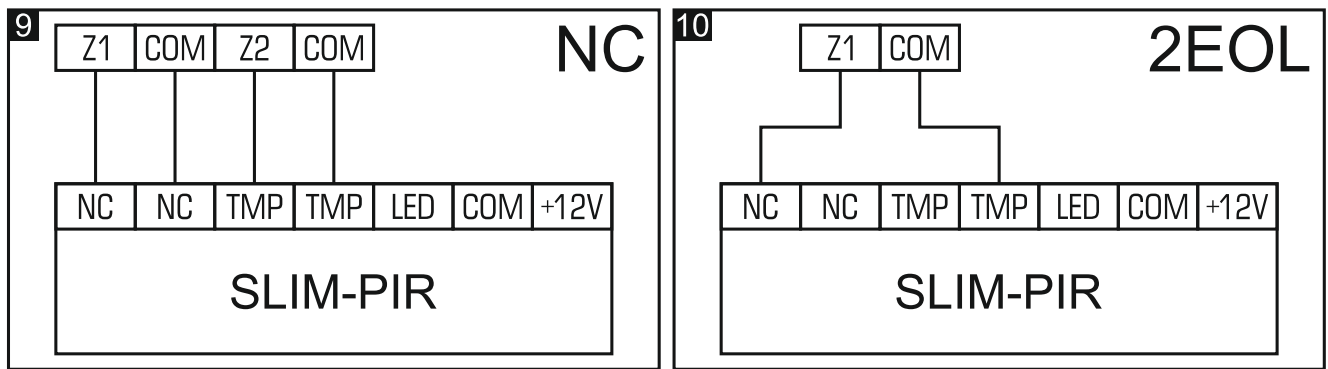 9
Z1 COM Z2 COM
NC
NC NC TMP TMP LED COM +12V
SLIM-PIR
10
Z1 COM
2EOL
NC NC TMP TMP LED COM +12V
SLIM-PIR